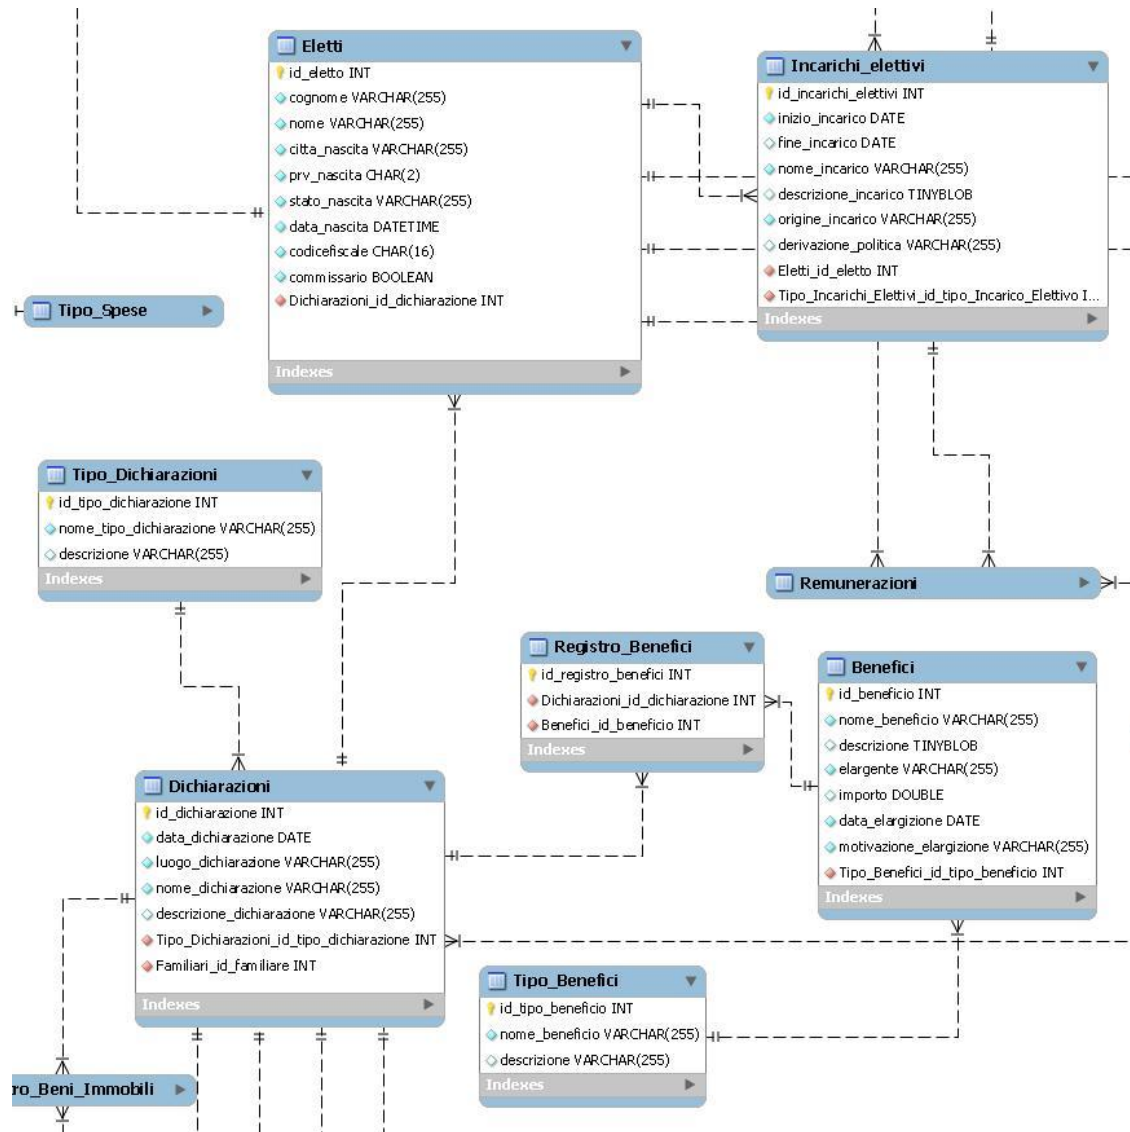 Eletti
id_eletto INT
cognome VARCHAR(255)
nome VARCHAR(255)
citta_nascita VARCHAR(255)
prv_nascita CHAR(2)
stato_nascita VARCHAR(255)
data_nascita DATETIME
codicefiscale CHAR(16)
commissario BOOLEAN
Dichiarazioni_id_dichiarazione INT
Indexes
Incarichi_elettivi
id_incarichi_elettivi INT
inizio_incarico DATE
fine_incarico DATE
nome_incarico VARCHAR(255)
descrizione_incarico TINYBLOB
origine_incarico VARCHAR(255)
derivazione_politica VARCHAR(255)
Eletti_id_eletto INT
Tipo_Incarichi_Elettivi_id_tipo_Incarico_Elettivo I...
Indexes
Tipo_Spese
Tipo_Dichiarazioni
id_tipo_dichiarazione INT
nome_tipo_dichiarazione VARCHAR(255)
descrizione VARCHAR(255)
Indexes
Remunerazioni
Registro_Benefici
id_registro_benefici INT
Dichiarazioni_id_dichiarazione INT
Benefici_id_beneficio INT
Indexes
Benefici
id_beneficio INT
nome_beneficio VARCHAR(255)
descrizione TINYBLOB
elargente VARCHAR(255)
importo DOUBLE
data_elargizione DATE
motivazione_elargizione VARCHAR(255)
Tipo_Benefici_id_tipo_beneficio INT
Indexes
Dichiarazioni
id_dichiarazione INT
data_dichiarazione DATE
luogo_dichiarazione VARCHAR(255)
nome_dichiarazione VARCHAR(255)
descrizione_dichiarazione VARCHAR(255)
Tipo_Dichiarazioni_id_tipo_dichiarazione INT
Familiari_id_familiare INT
Indexes
Tipo_Benefici
id_tipo_beneficio INT
nome_beneficio VARCHAR(255)
descrizione VARCHAR(255)
Indexes
ro_Beni_Immobili